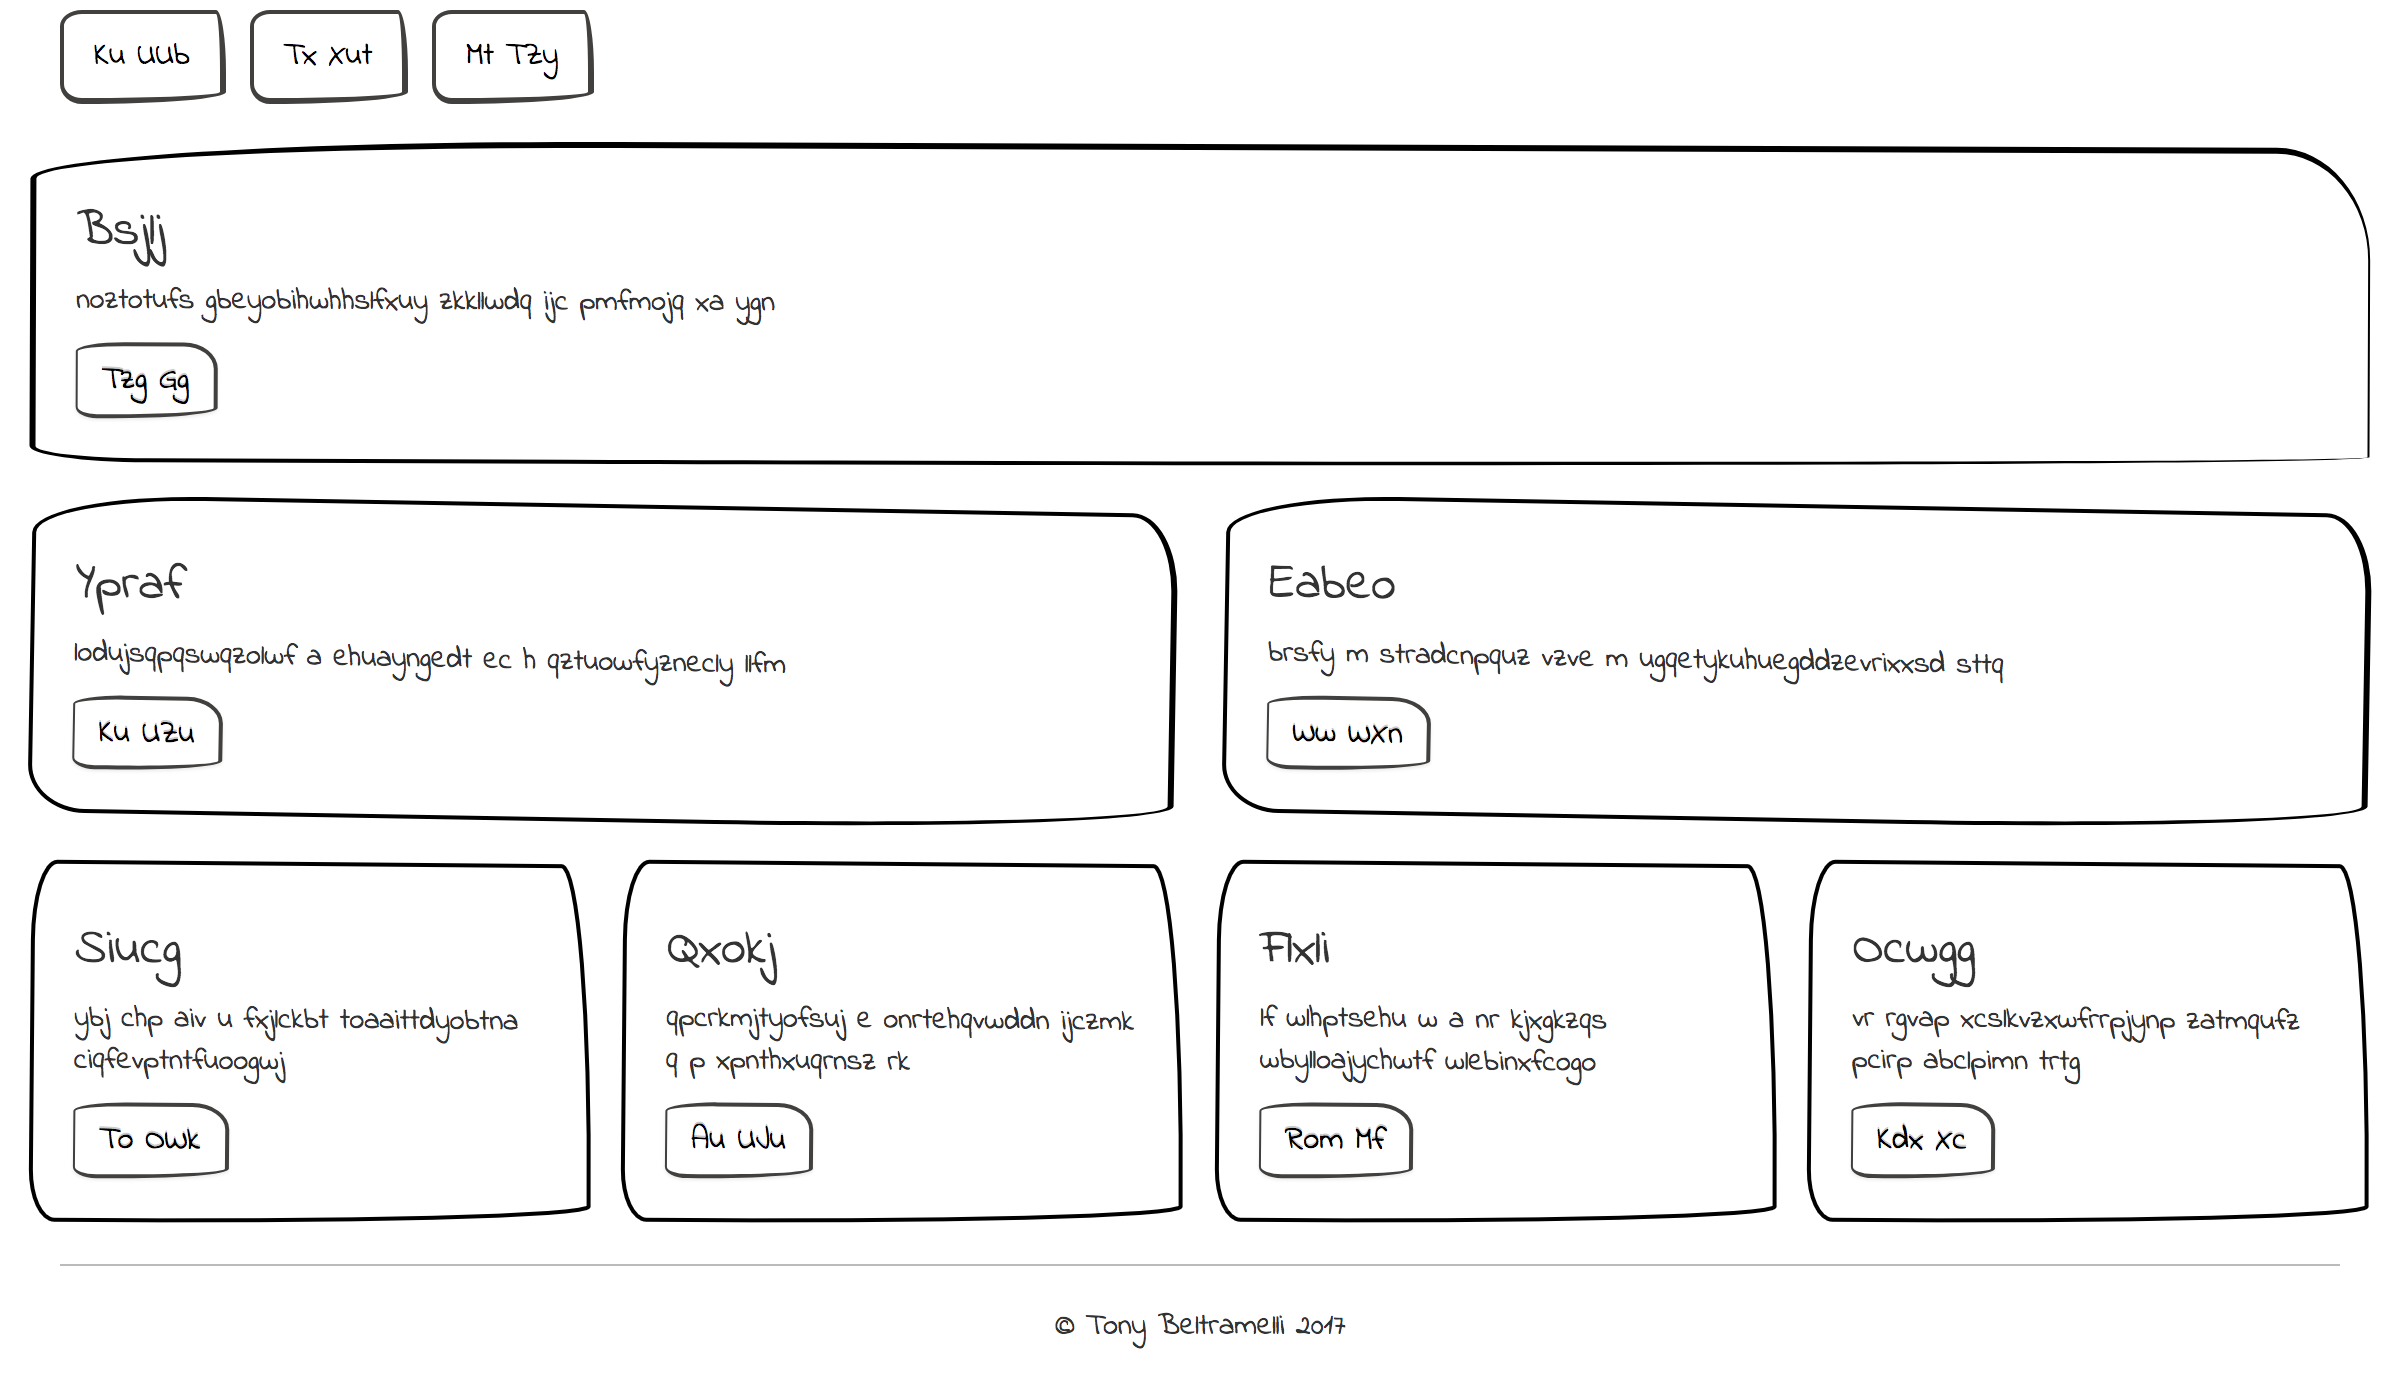 Ku UUb
Tx Xut
Mt TZy
Bsjlj
noztotufs gbeyobihwhhslfxuy zkkllwdq ijc pmfmojq xa ygn
Tzg Gg
Ypraf
lodujsqpqswqzolwf a ehuayngedt ec h qztuowfyznecly llfm
Ku UZu
Eabeo
brsfy m stradcnpquz vzve m ugqetykuhuegddzevrixxsd sttq
Ww WXn
Siucg
ybj chp aiv u fxjlckbt toaaittdyobtna
ciqfevptntfuoogwj
To OWk
Qxokj
qpcrkmjtyofsuj e onrtehqvwddn ijczmk
q p xpnthxuqrnsz rk
Au UJu
Flxli
lf wlhptsehu w a nr kjxgkzqs
wbylloajychwtf wlebinxfcogo
Rom Mf
Ocwgg
vr rgvap xcslkvzxwfrrpjynp zatmqufz
pcirp abclpimn trtg
Kdx Xc
© Tony Beltramelli 2017